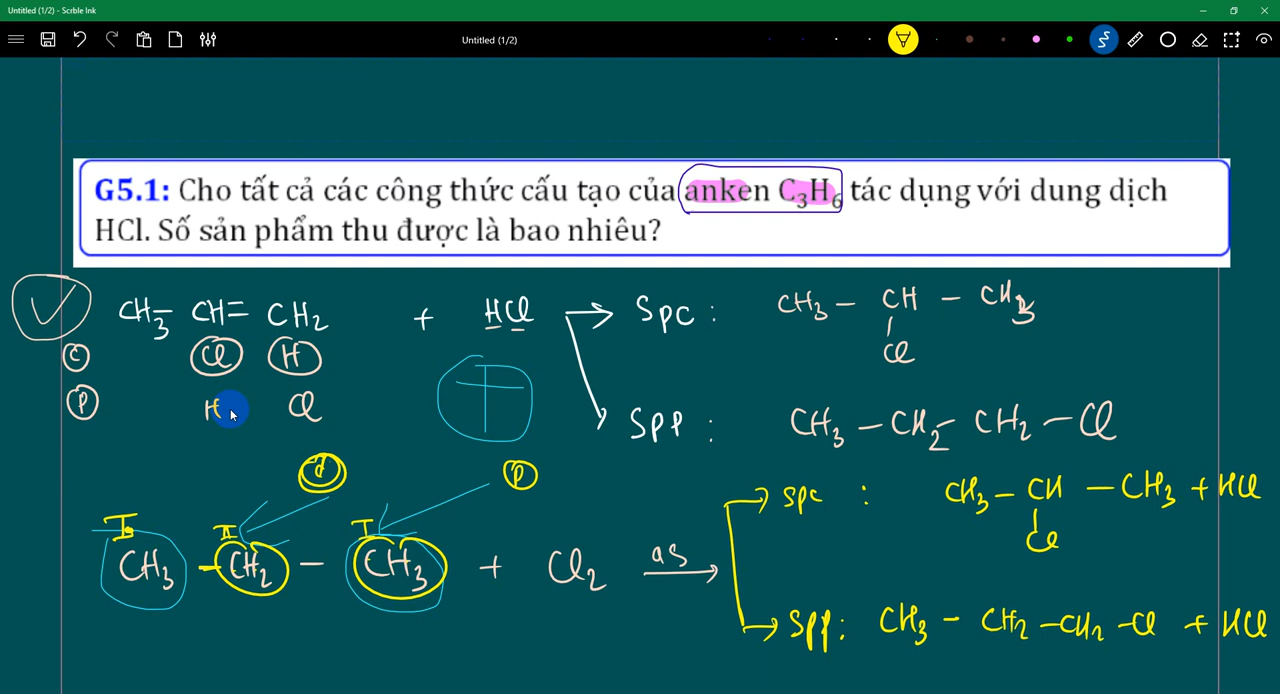 Untitled (1/2) - Scrble Ink
Untitled (1/2)
G5.1: Cho tất cả các công thức cấu tạo của anken C₃H₆ tác dụng với dung dịch
HCl. Số sản phẩm thu được là bao nhiêu?
CH₃ – CH = CH₂ + HCl → Spc : CH₃ – CH – CH₃
C Cl H Cl
P H Cl Spp : CH₃ – CH₂ – CH₂ – Cl
P → spc : CH₃ – CH – CH₃ + HCl
I II I Cl
CH₃ – CH₂ – CH₃ + Cl₂ as →
→ Spp : CH₃ – CH₂ – CH₂ – Cl + HCl